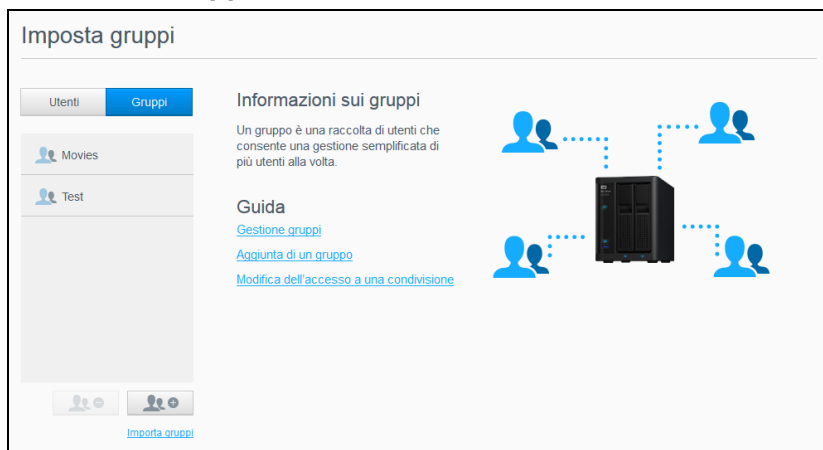 Imposta gruppi
Utenti
Gruppi
Movies
Test
Importa gruppi
Informazioni sui gruppi
Un gruppo è una raccolta di utenti che
consente una gestione semplificata di
più utenti alla volta.
Guida
Gestione gruppi
Aggiunta di un gruppo
Modifica dell'accesso a una condivisione